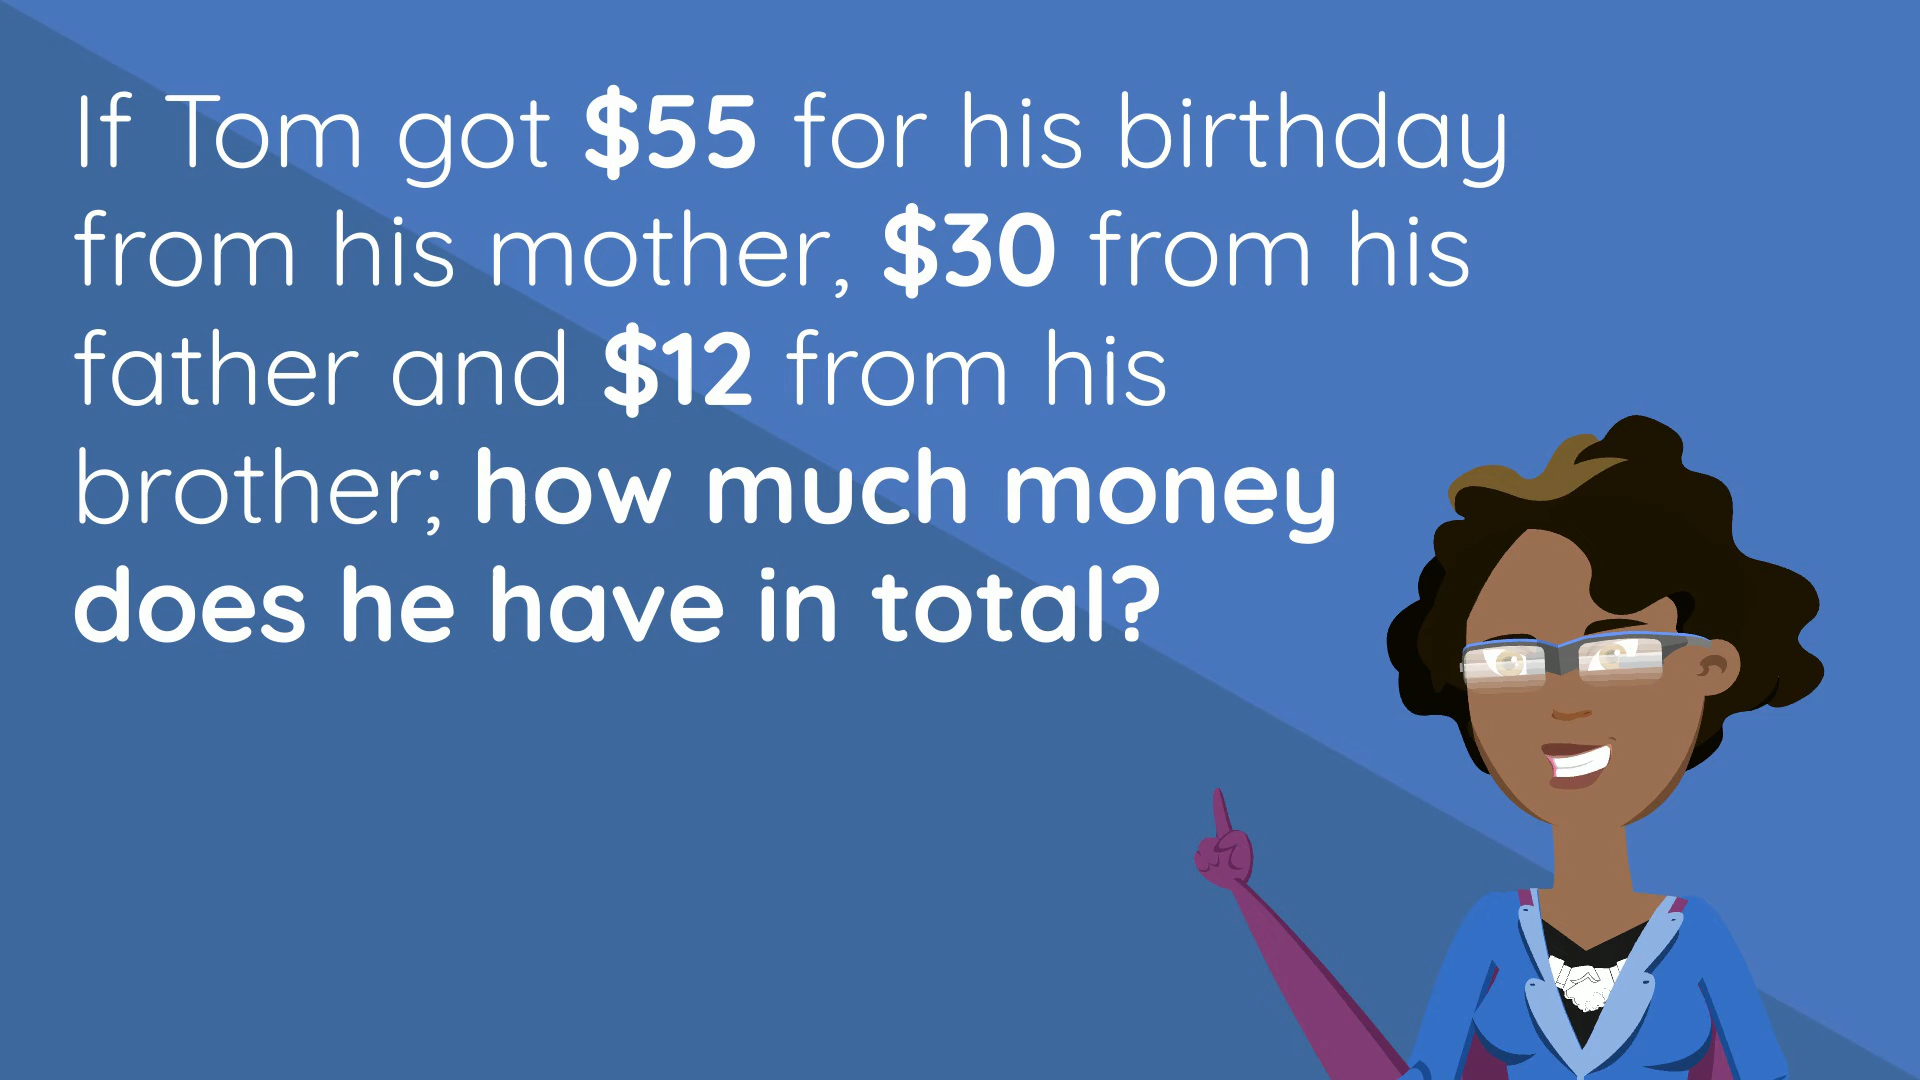 If Tom got $55 for his birthday
from his mother, $30 from his
father and $12 from his
brother; how much money
does he have in total?